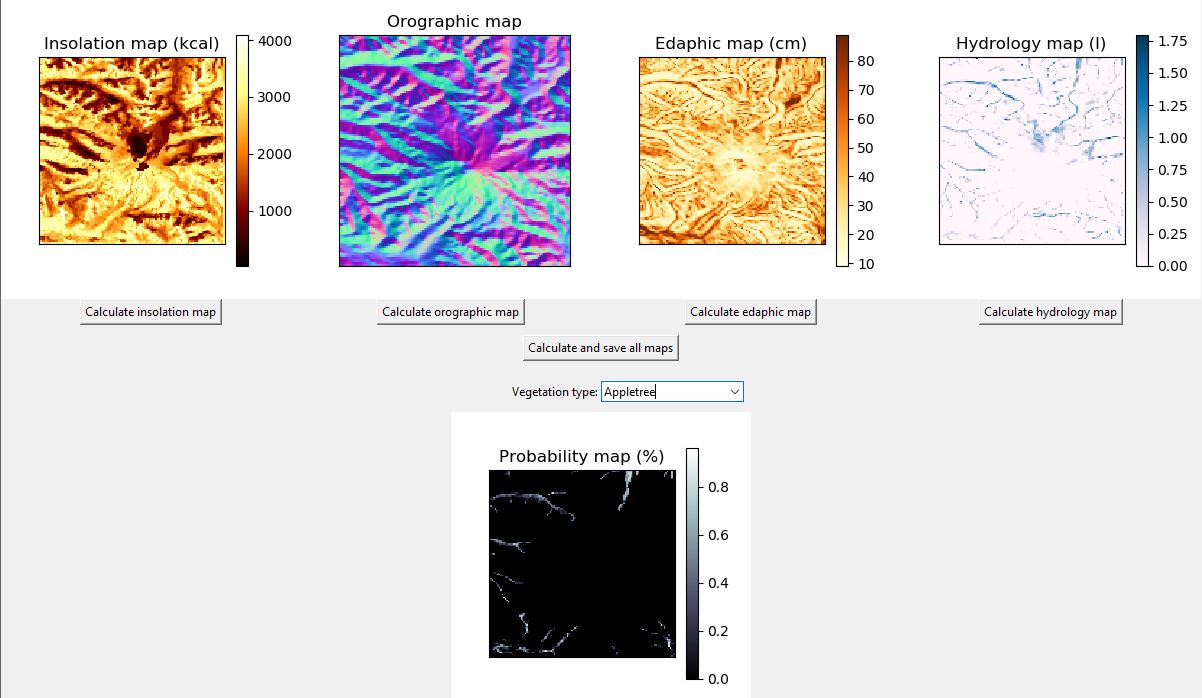 Orographic map
Insolation map (kcal)
Edaphic map (cm)
Hydrology map (l)
4000
3000
2000
1000
80
70
60
50
40
30
20
10
1.75
1.50
1.25
1.00
0.75
0.50
0.25
0.00
Calculate insolation map
Calculate orographic map
Calculate edaphic map
Calculate hydrology map
Calculate and save all maps
Vegetation type: Appletree
Probability map (%)
0.8
0.6
0.4
0.2
0.0